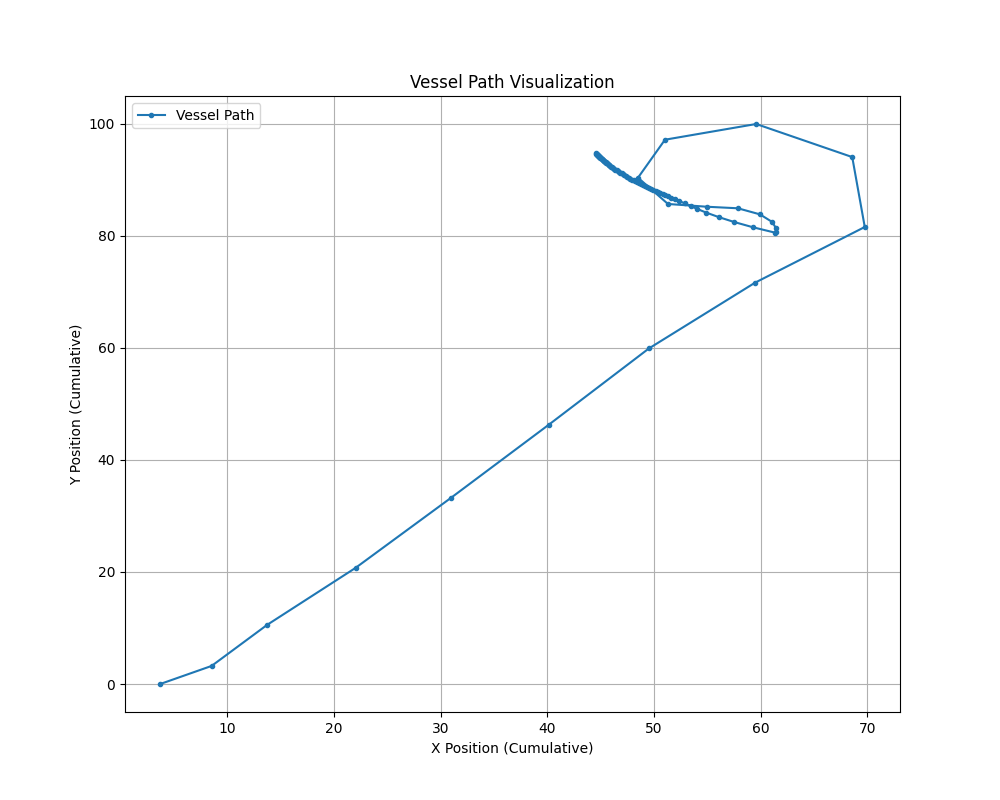 Vessel Path Visualization
Vessel Path
100
80
60
40
20
0
Y Position (Cumulative)
10 20 30 40 50 60 70
X Position (Cumulative)